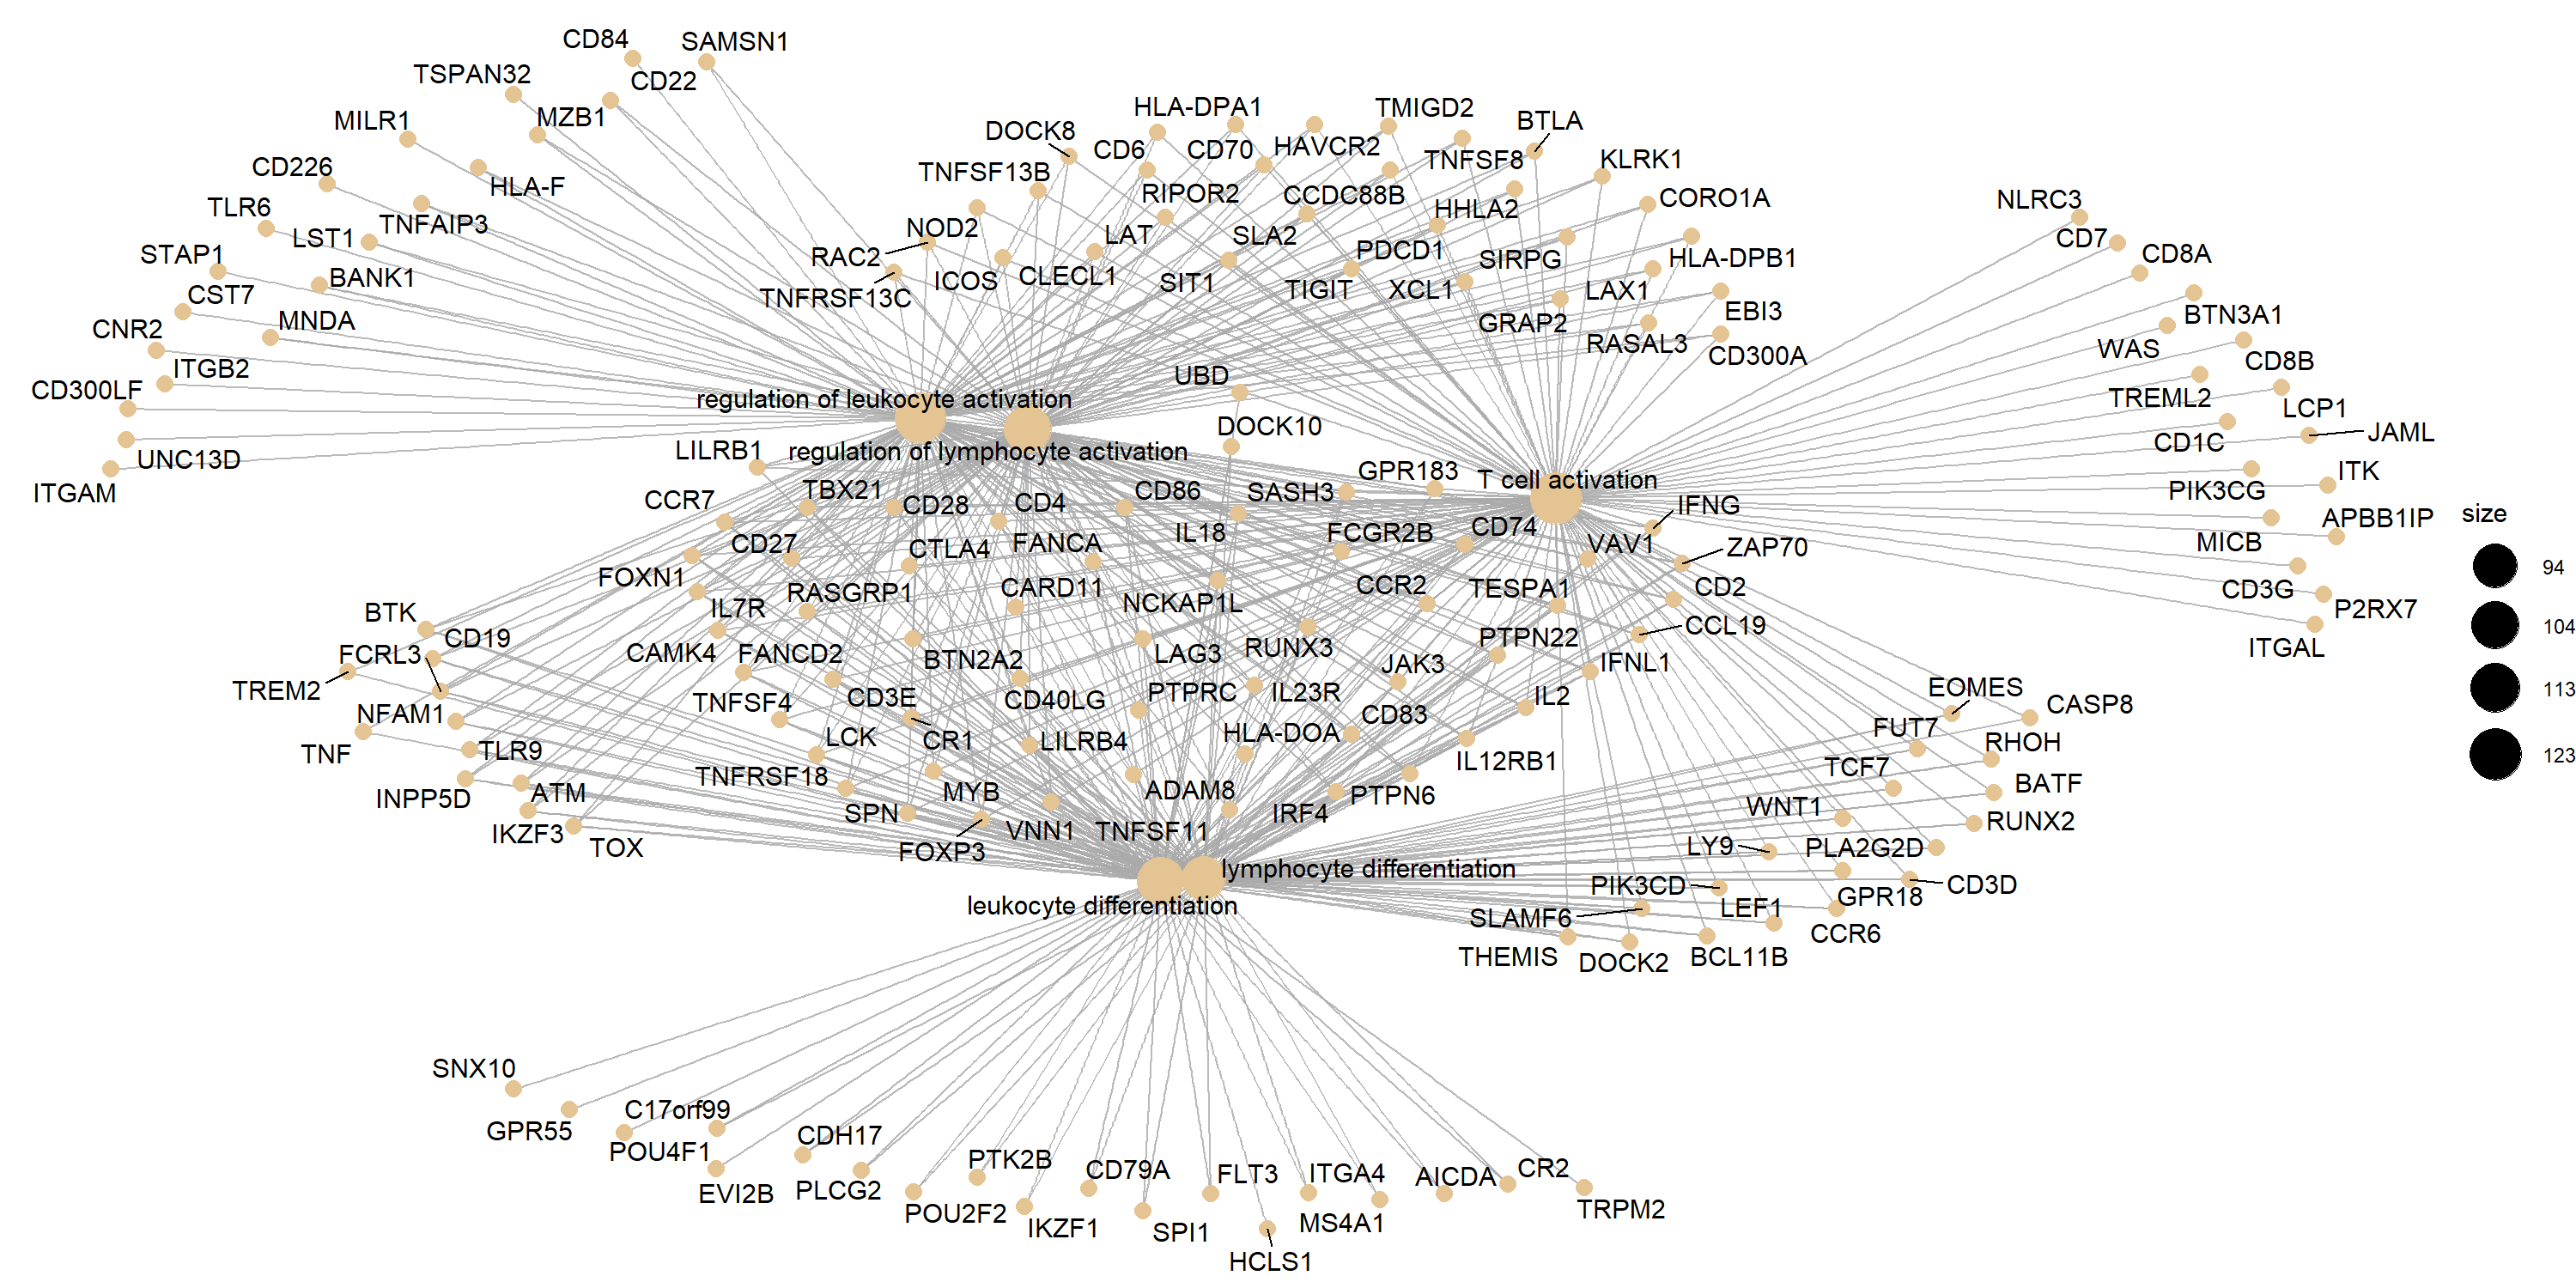 CD84
SAMSN1
TSPAN32
CD22
MILR1
MZB1
HLA-DPA1
TMIGD2
DOCK8
CD6
CD70
HAVCR2
BTLA
CD226
HLA-F
TNFSF13B
TNFSF8
KLRK1
RIPOR2
CCDC88B
CORO1A
NLRC3
TLR6
TNFAIP3
LST1
NOD2
LAT
SLA2
HHLA2
CD7
STAP1
BANK1
RAC2
ICOS
CLECL1
PDCD1
SIRPG
HLA-DPB1
CD8A
CST7
TNFRSF13C
SIT1
TIGIT
XCL1
LAX1
EBI3
BTN3A1
CNR2
MNDA
GRAP2
RASAL3
CD300A
WAS
CD8B
ITGB2
CD300LF
UBD
TREML2
LCP1
regulation of leukocyte activation
DOCK10
JAML
CD1C
UNC13D
ITGAM
LILRB1
regulation of lymphocyte activation
GPR183
T cell activation
ITK
PIK3CG
CCR7
TBX21
CD28
CD4
CD86
SASH3
IFNG
size
APBB1IP
CD27
CTLA4
FANCA
IL18
FCGR2B
CD74
VAV1
ZAP70
MICB
94
FOXN1
IL7R
RASGRP1
CARD11
NCKAP1L
CCR2
TESPA1
CD2
CD3G
P2RX7
BTK
CD19
104
FCRL3
CAMK4
FANCD2
BTN2A2
LAG3
RUNX3
PTPN22
CCL19
ITGAL
TREM2
JAK3
IFNL1
113
NFAM1
TNFSF4
CD3E
CD40LG
PTPRC
IL23R
IL2
EOMES
CASP8
TNF
TLR9
LCK
CR1
LILRB4
HLA-DOA
CD83
FUT7
RHOH
123
INPP5D
ATM
TNFRSF18
MYB
ADAM8
IL12RB1
TCF7
BATF
IKZF3
TOX
SPN
VNN1
TNFSF11
IRF4
PTPN6
WNT1
RUNX2
FOXP3
LY9
PLA2G2D
lymphocyte differentiation
PIK3CD
GPR18
CD3D
leukocyte differentiation
SLAMF6
LEF1
CCR6
THEMIS
DOCK2
BCL11B
SNX10
GPR55
C17orf99
POU4F1
CDH17
EVI2B
PLCG2
PTK2B
CD79A
FLT3
ITGA4
AICDA
CR2
POU2F2
IKZF1
SPI1
MS4A1
TRPM2
HCLS1